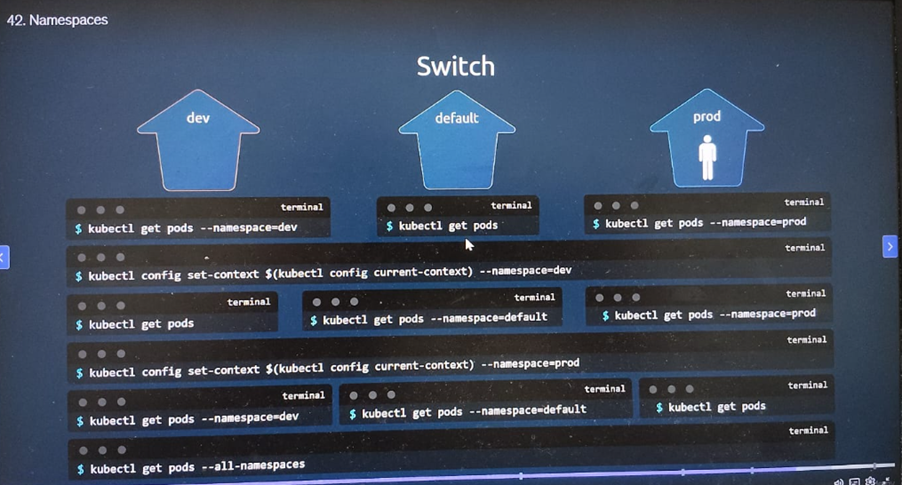 42. Namespaces
Switch
dev
default
prod
terminal
$ kubectl get pods --namespace=dev
terminal
$ kubectl get pods
terminal
$ kubectl get pods --namespace=prod
terminal
$ kubectl config set-context $(kubectl config current-context) --namespace=dev
terminal
$ kubectl get pods
terminal
$ kubectl get pods --namespace=default
terminal
$ kubectl get pods --namespace=prod
terminal
$ kubectl config set-context $(kubectl config current-context) --namespace=prod
terminal
$ kubectl get pods --namespace=dev
terminal
$ kubectl get pods --namespace=default
terminal
$ kubectl get pods
terminal
$ kubectl get pods --all-namespaces